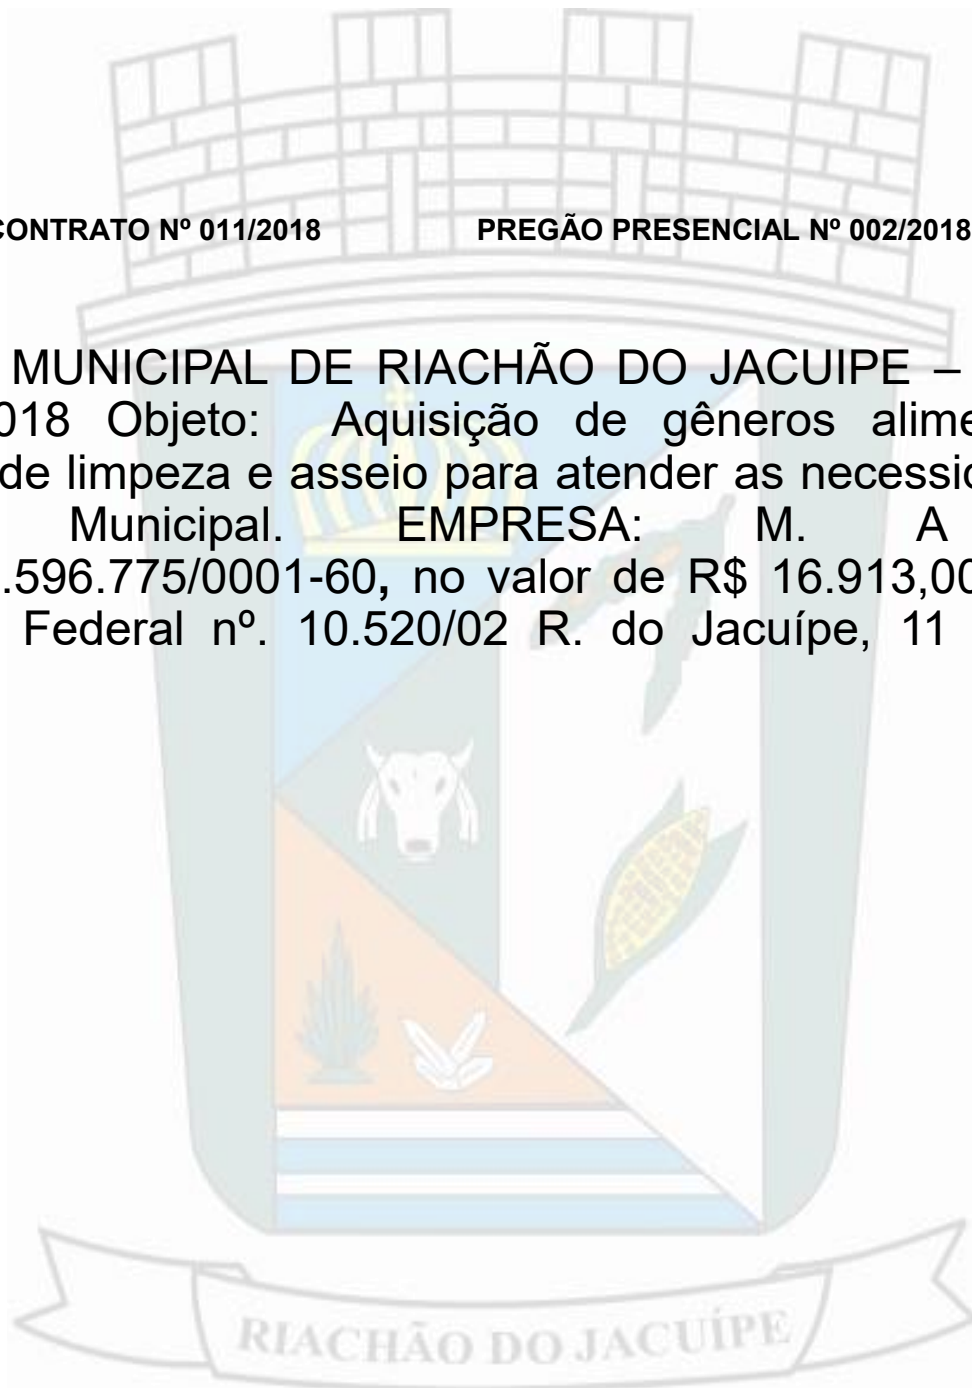 CONTRATO Nº 011/2018 PREGÃO PRESENCIAL Nº 002/2018
MUNICIPAL DE RIACHÃO DO JACUIPE –
018 Objeto: Aquisição de gêneros alime
de limpeza e asseio para atender as necessi
Municipal. EMPRESA: M. A
.596.775/0001-60, no valor de R$ 16.913,00
Federal nº. 10.520/02 R. do Jacuípe, 11
RIACHÃO DO JACUÍPE